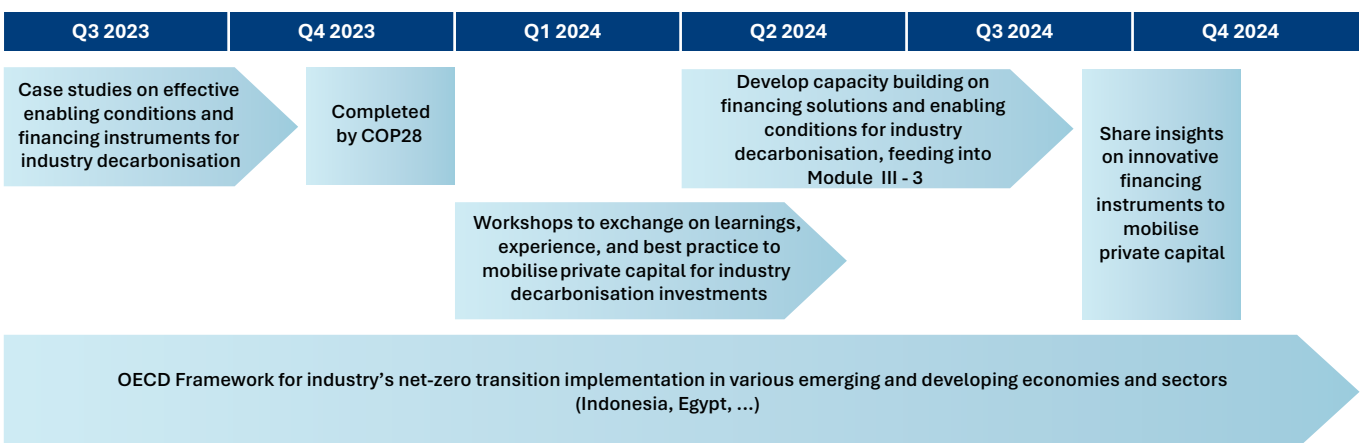 Q3 2023
Q4 2023
Q1 2024
Q2 2024
Q3 2024
Q4 2024
Case studies on effective
enabling conditions and
financing instruments for
industry decarbonisation
Completed
by COP28
Develop capacity building on
financing solutions and enabling
conditions for industry
decarbonisation, feeding into
Module III - 3
Share insights
on innovative
financing
instruments to
mobilise
private capital
Workshops to exchange on learnings,
experience, and best practice to
mobilise private capital for industry
decarbonisation investments
OECD Framework for industry’s net-zero transition implementation in various emerging and developing economies and sectors
(Indonesia, Egypt, ...)